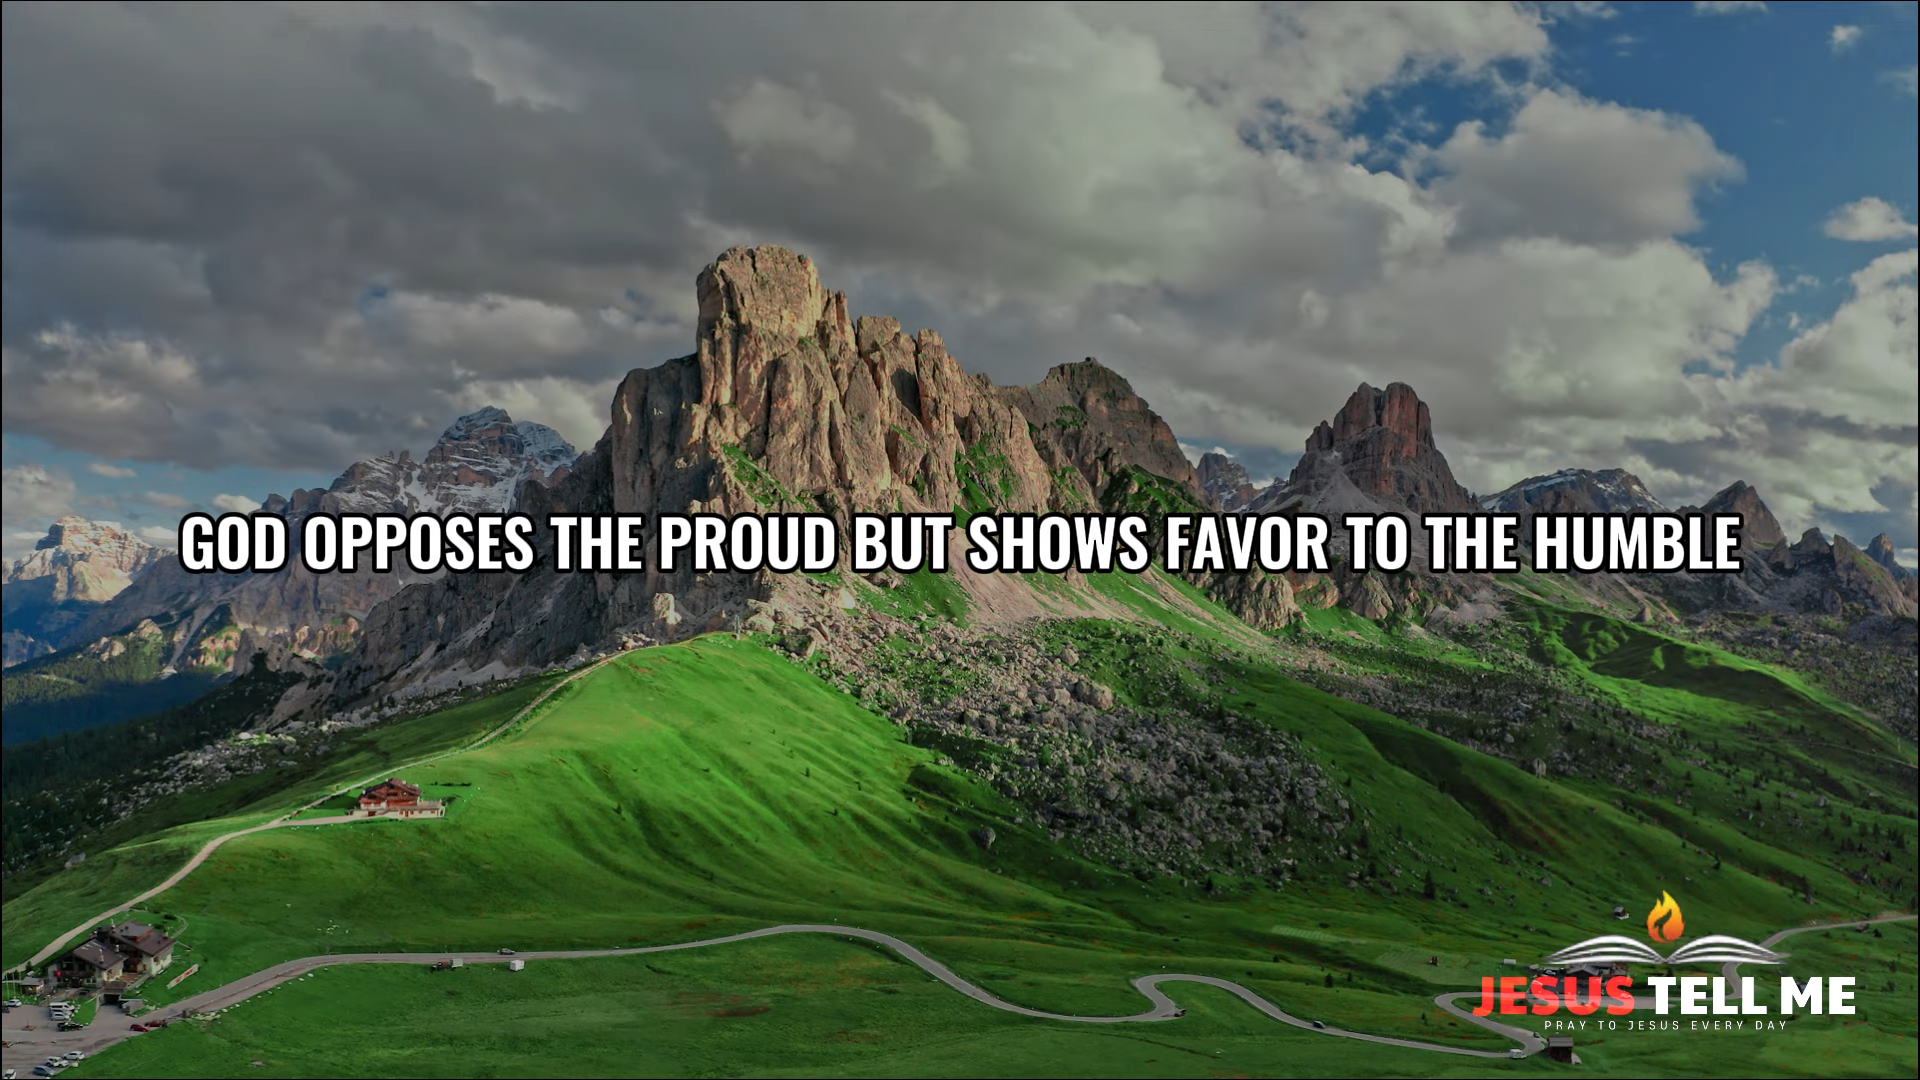 GOD OPPOSES THE PROUD BUT SHOWS FAVOR TO THE HUMBLE
JESUS TELL ME
PRAY TO JESUS EVERY DAY